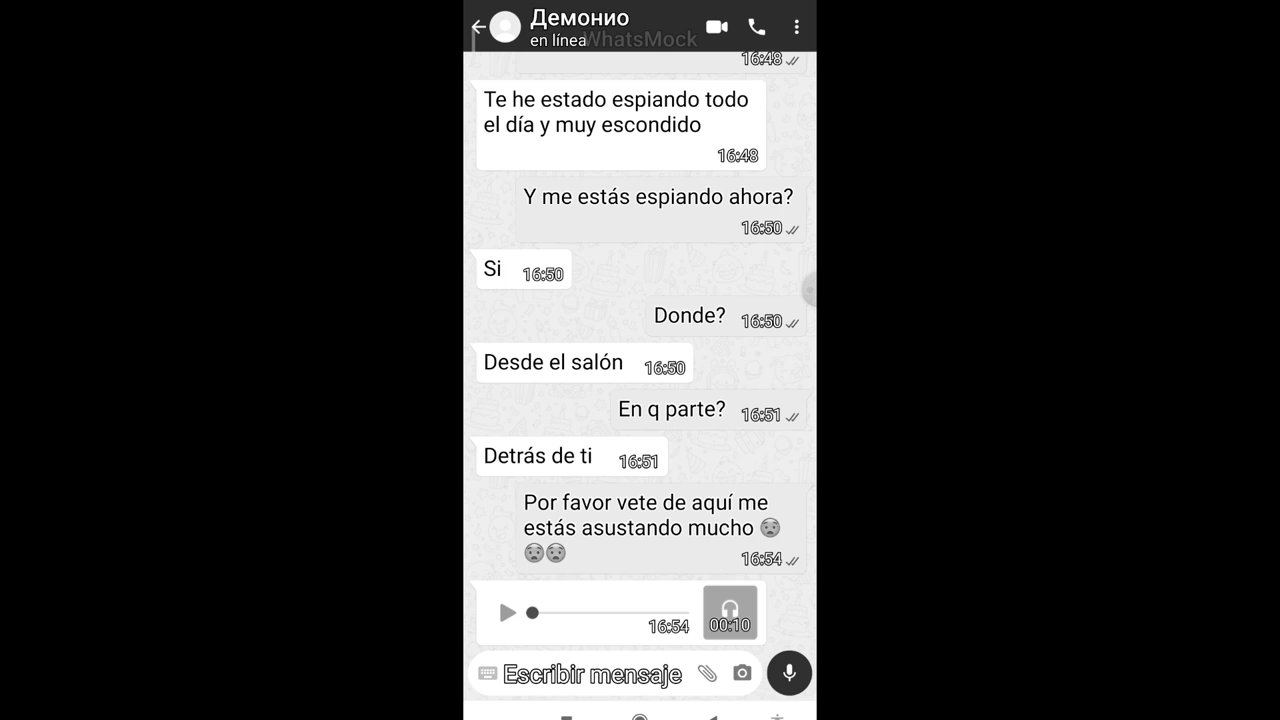 Демонио
en línea
WhatsMock
16:48
Te he estado espiando todo
el día y muy escondido
16:48
Y me estás espiando ahora?
16:50
Si 16:50
Donde? 16:50
Desde el salón 16:50
En q parte? 16:51
Detrás de ti 16:51
Por favor vete de aquí me
estás asustando mucho 😧
😧😧
16:54
16:54 00:10
Escribir mensaje